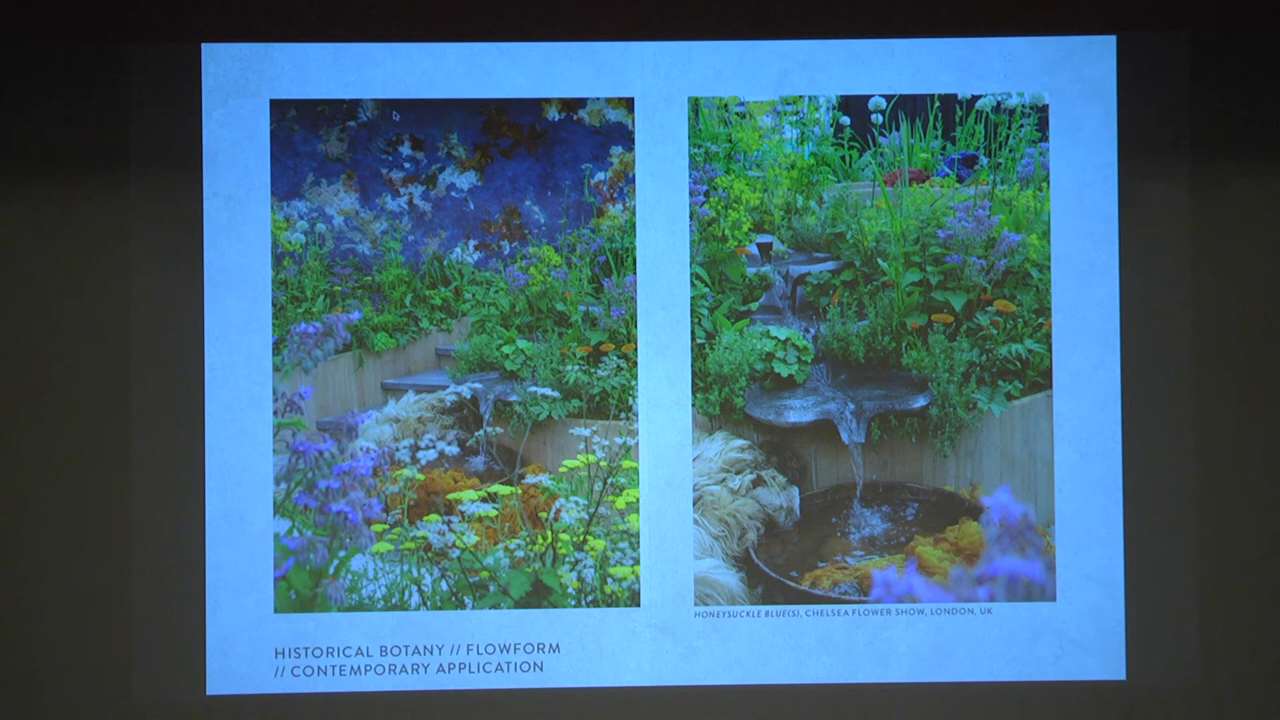 HONEYSUCKLE BLUE(S), CHELSEA FLOWER SHOW, LONDON, UK
HISTORICAL BOTANY // FLOWFORM
// CONTEMPORARY APPLICATION